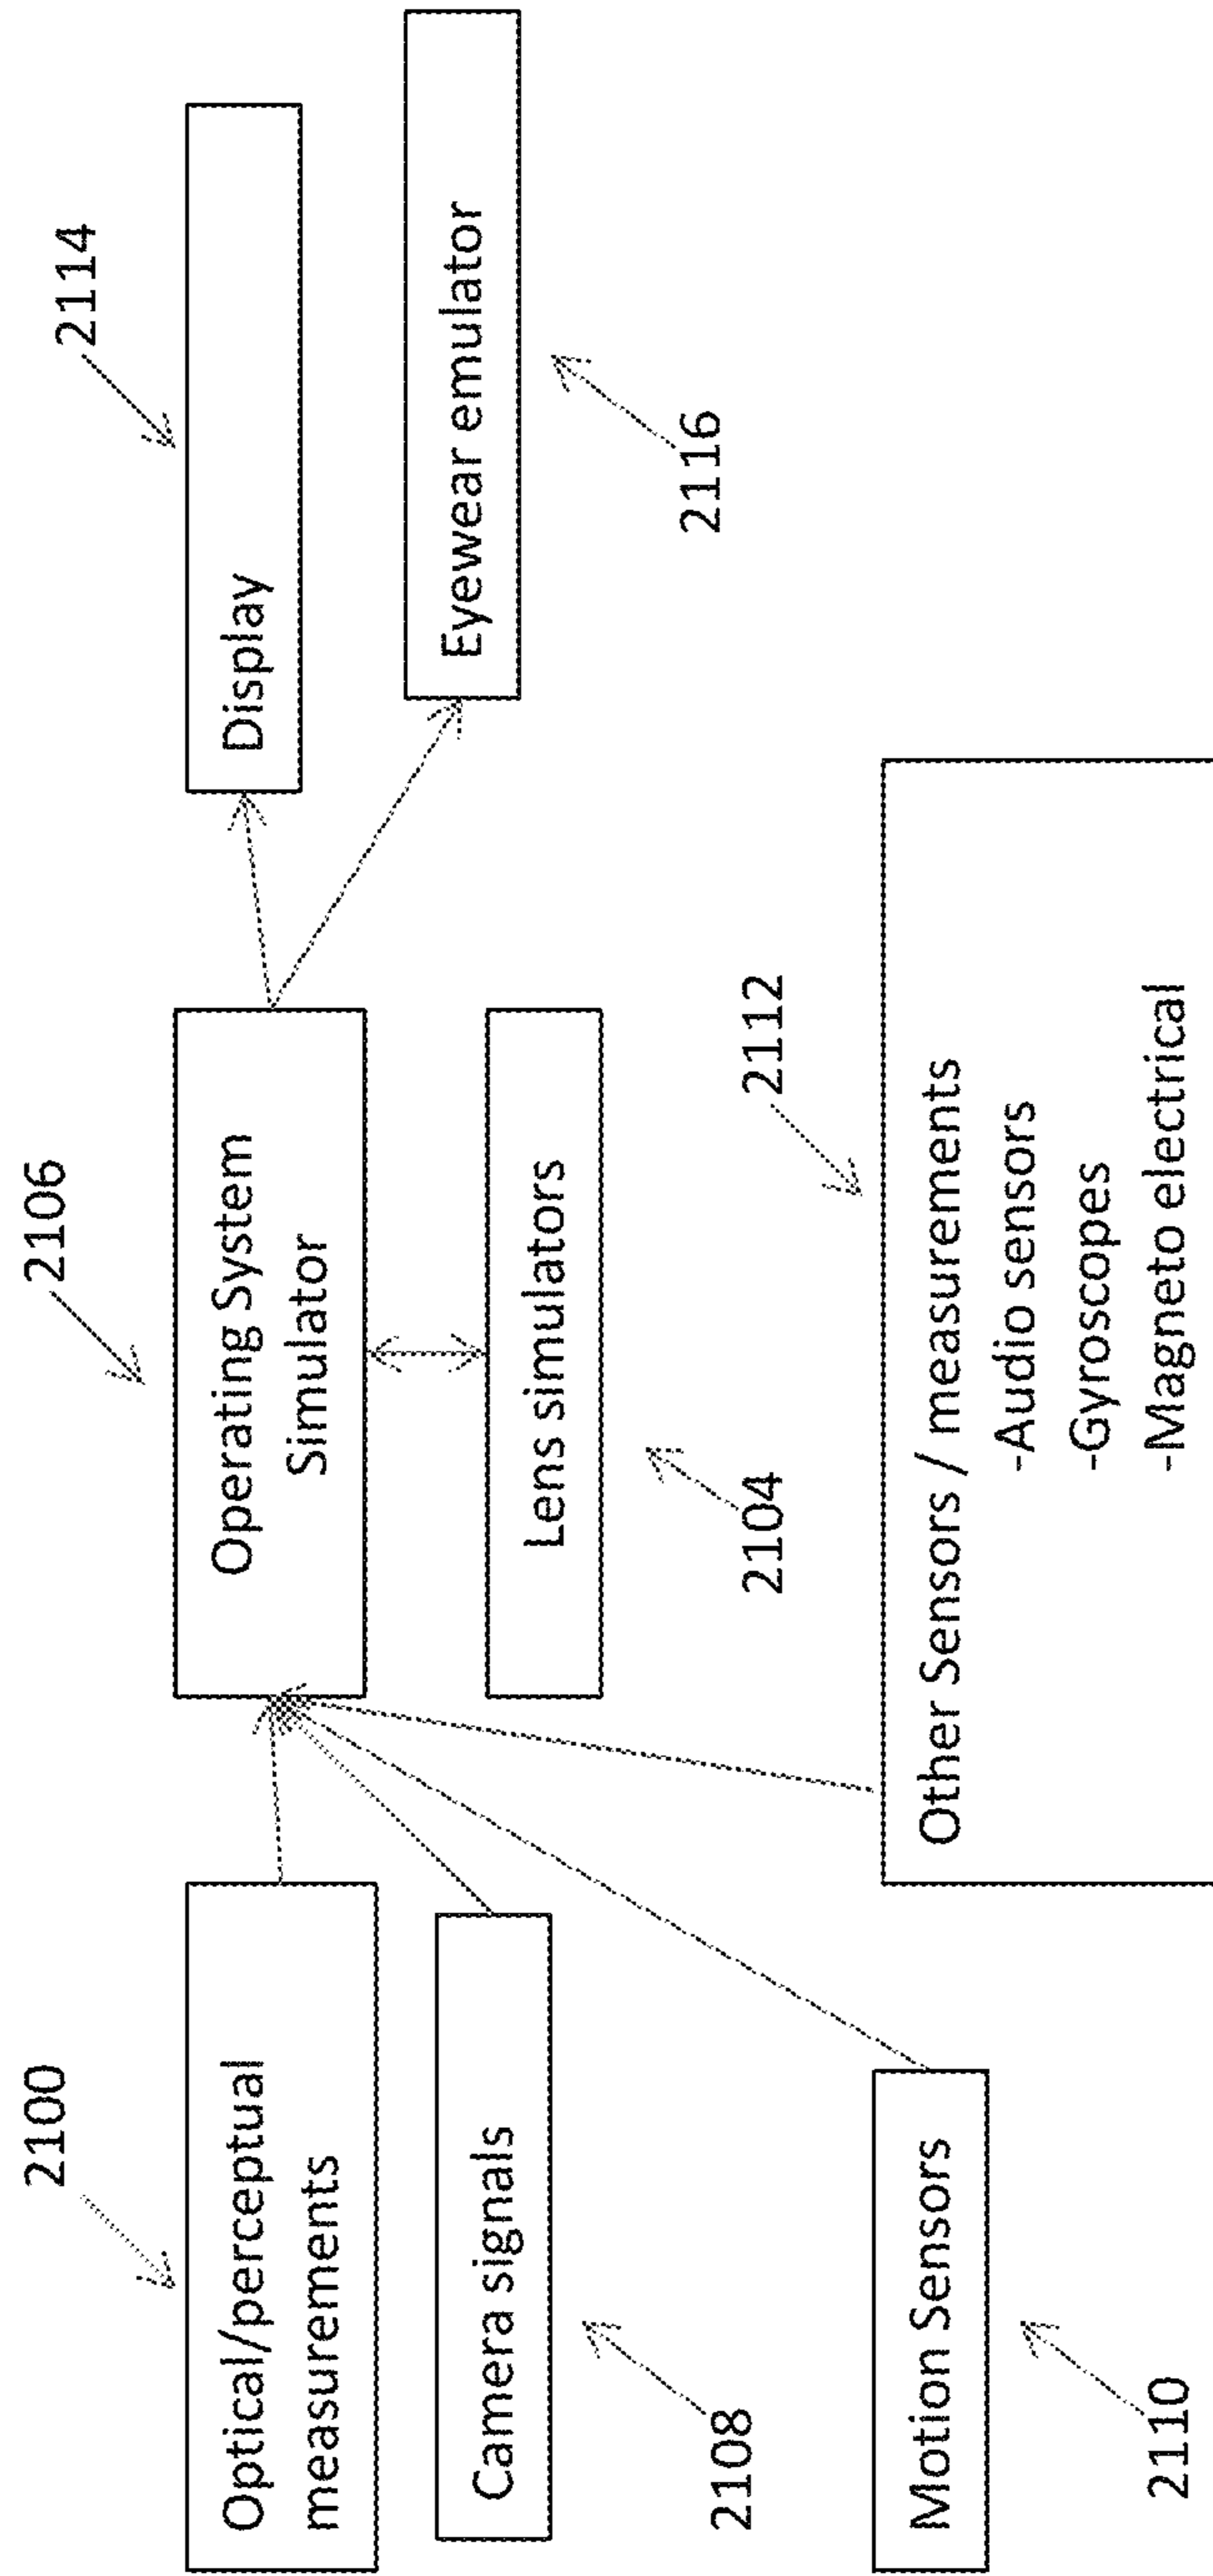 2100
Optical/perceptual
measurements
Camera signals
2108
Motion Sensors
2110
2106
Operating System
Simulator
Lens simulators
2104
2112
Other Sensors / measurements
-Audio sensors
-Gyroscopes
-Magneto electrical
2114
Display
Eyewear emulator
2116